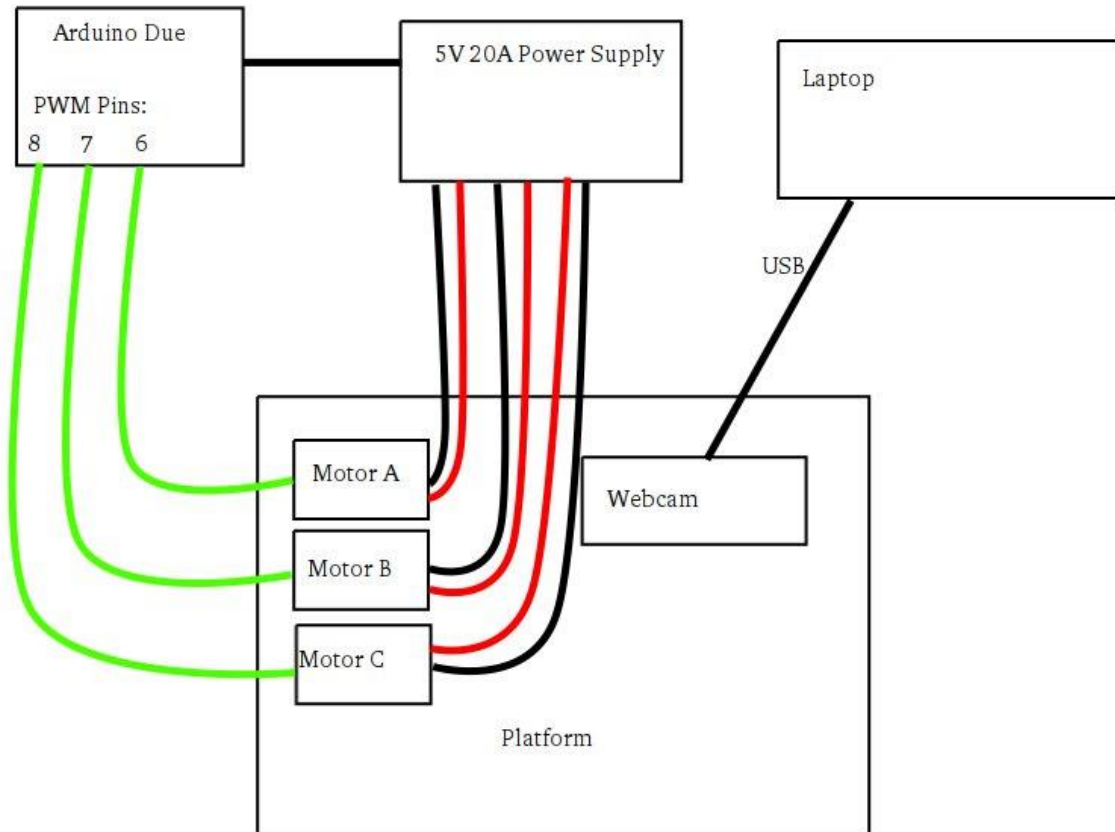 Arduino Due
PWM Pins:
8 7 6
5V 20A Power Supply
Laptop
USB
Motor A
Webcam
Motor B
Motor C
Platform